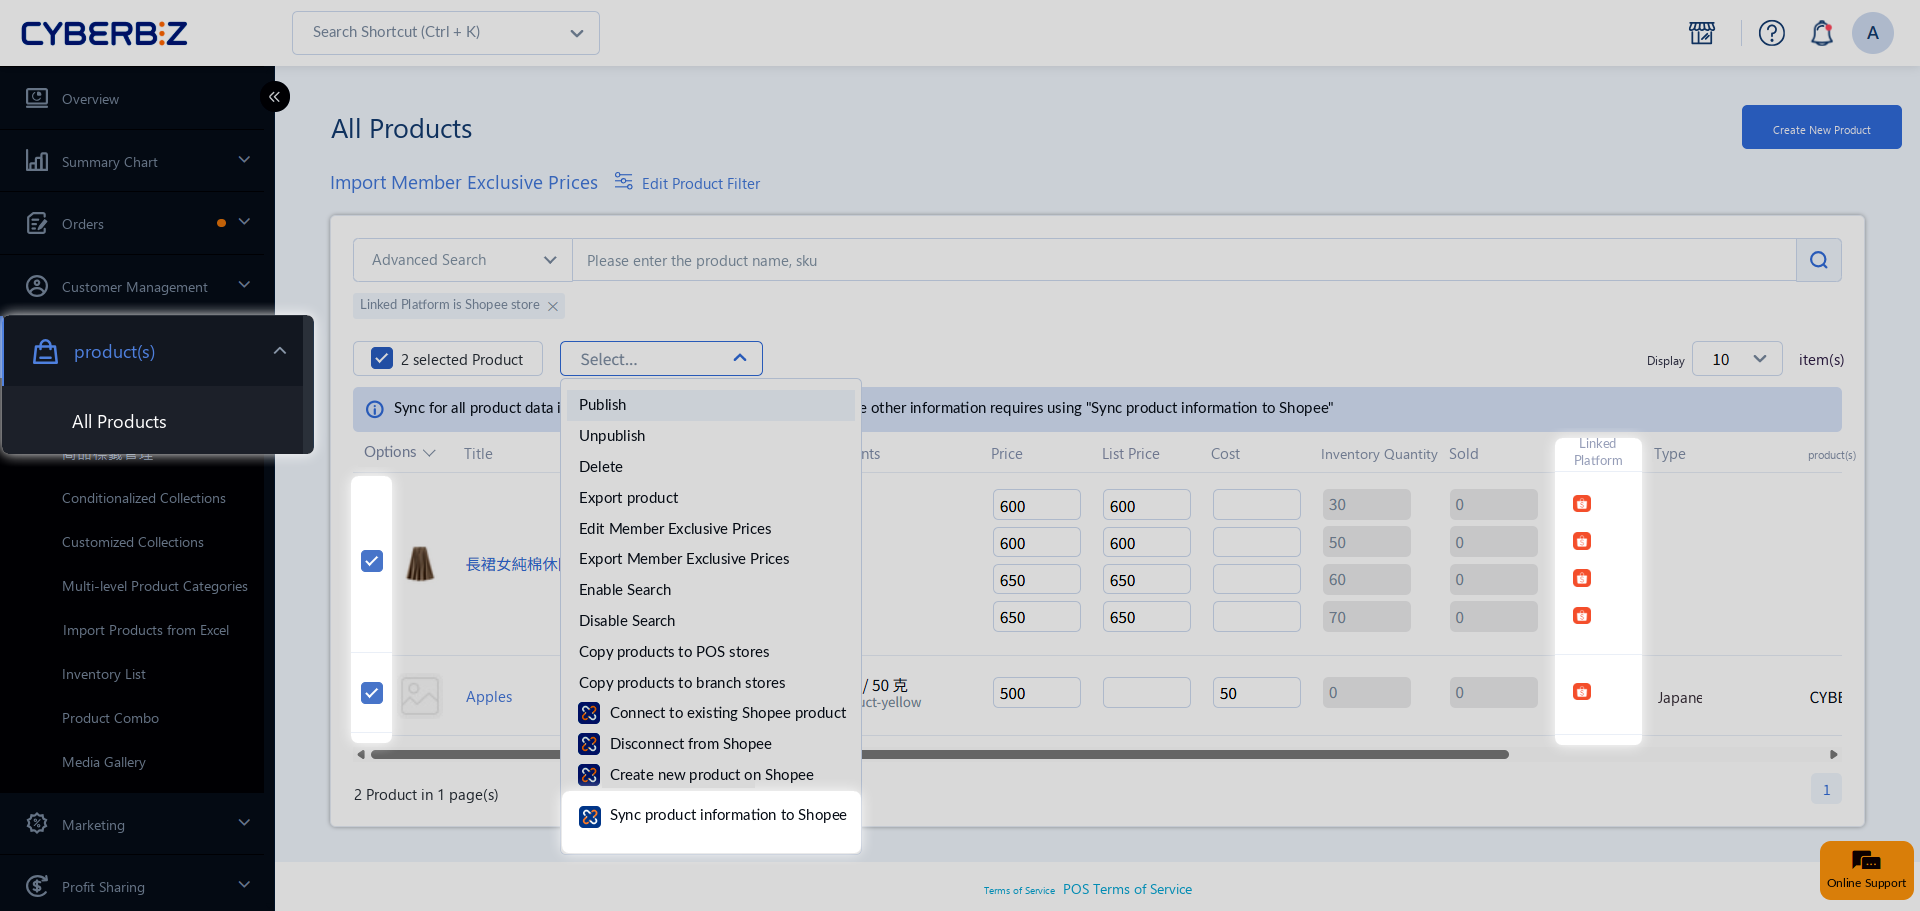 CYBERBIZ
Search Shortcut (Ctrl + K)
A
Overview
Summary Chart
Orders
Customer Management
product(s)
All Products
商品標籤管理
Conditionalized Collections
Customized Collections
Multi-level Product Categories
Import Products from Excel
Inventory List
Product Combo
Media Gallery
Marketing
Profit Sharing
All Products
Create New Product
Import Member Exclusive Prices
Edit Product Filter
Advanced Search
Please enter the product name, sku
Linked Platform is Shopee store
2 selected Product
Select...
Display 10 item(s)
Sync for all product data
other information requires using "Sync product information to Shopee"
Options Title
Price List Price Cost Inventory Quantity Sold Linked Platform Type product(s)
長裙女純棉休
600 600 30 0
600 600 50 0
650 650 60 0
650 650 70 0
Apples
/ 50 克
uct-yellow
500 50 0 0
Publish
Unpublish
Delete
Export product
Edit Member Exclusive Prices
Export Member Exclusive Prices
Enable Search
Disable Search
Copy products to POS stores
Copy products to branch stores
Connect to existing Shopee product
Disconnect from Shopee
Create new product on Shopee
Sync product information to Shopee
2 Product in 1 page(s)
1
Terms of Service POS Terms of Service
Online Support